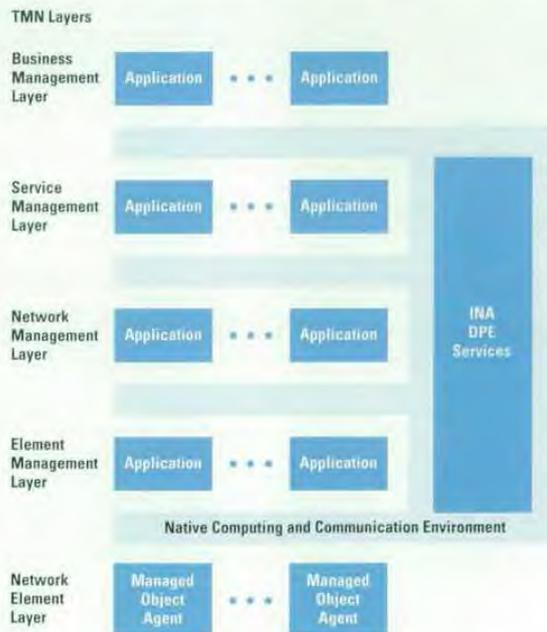 TMN Layers
Business
Management
Layer
Application
Application
Service
Management
Layer
Application
Application
Network
Management
Layer
Application
Application
INA
DPE
Services
Element
Management
Layer
Application
Application
Native Computing and Communication Environment
Network
Element
Layer
Managed
Object
Agent
Managed
Object
Agent